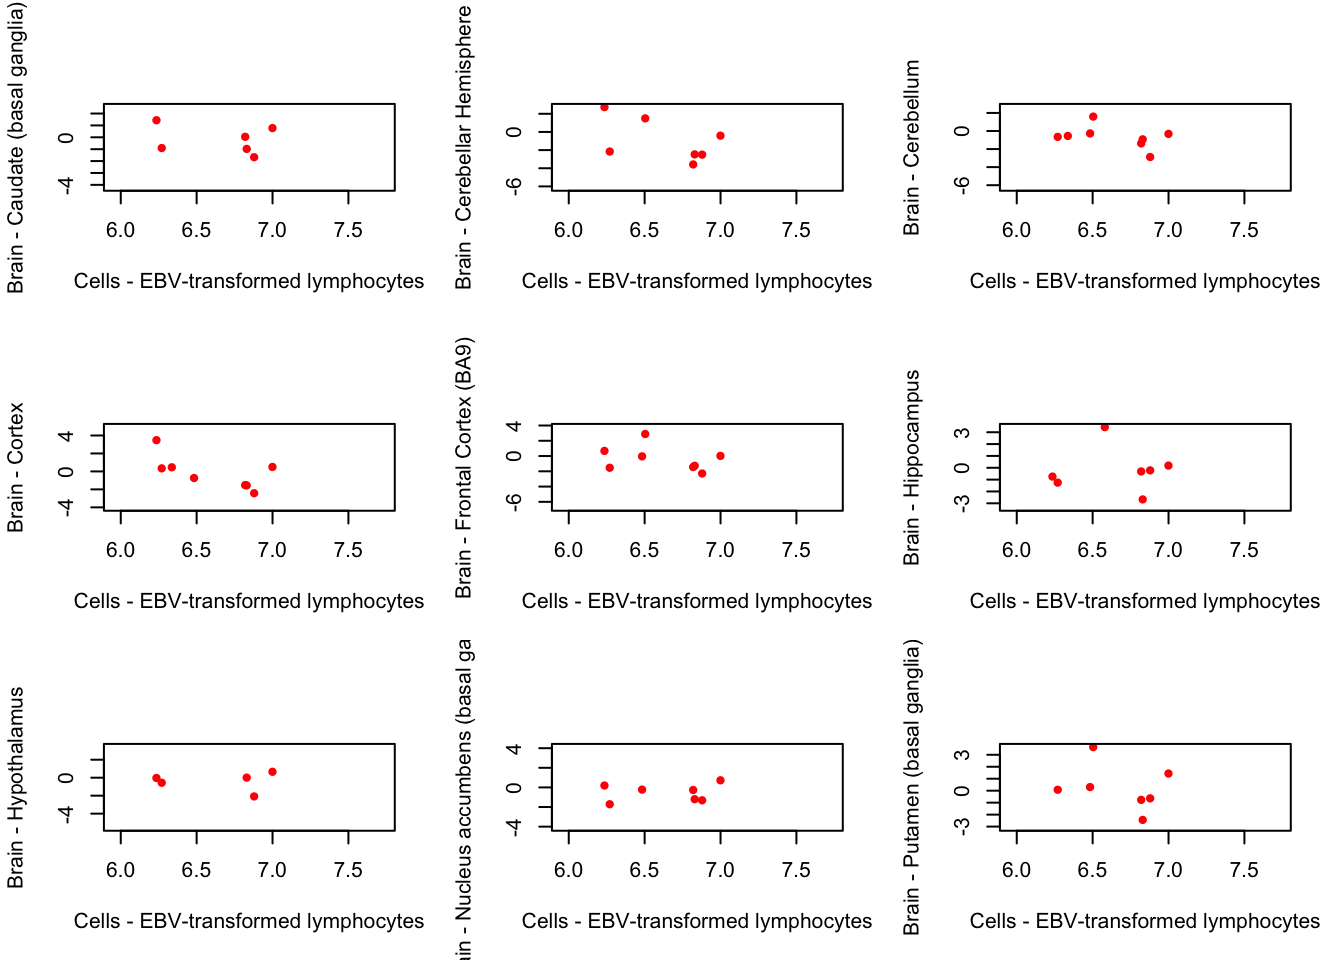 Brain - Caudate (basal ganglia)
0
-4
6.0 6.5 7.0 7.5
Cells - EBV-transformed lymphocytes
Brain - Cerebellar Hemisphere
0
-6
6.0 6.5 7.0 7.5
Cells - EBV-transformed lymphocytes
Brain - Cerebellum
0
-6
6.0 6.5 7.0 7.5
Cells - EBV-transformed lymphocytes
Brain - Cortex
4
0
-4
6.0 6.5 7.0 7.5
Cells - EBV-transformed lymphocytes
Brain - Frontal Cortex (BA9)
4
0
-6
6.0 6.5 7.0 7.5
Cells - EBV-transformed lymphocytes
Brain - Hippocampus
3
0
-3
6.0 6.5 7.0 7.5
Cells - EBV-transformed lymphocytes
Brain - Hypothalamus
0
-4
6.0 6.5 7.0 7.5
Cells - EBV-transformed lymphocytes
ain - Nucleus accumbens (basal ga
4
0
-4
6.0 6.5 7.0 7.5
Cells - EBV-transformed lymphocytes
Brain - Putamen (basal ganglia)
3
0
-3
6.0 6.5 7.0 7.5
Cells - EBV-transformed lymphocytes